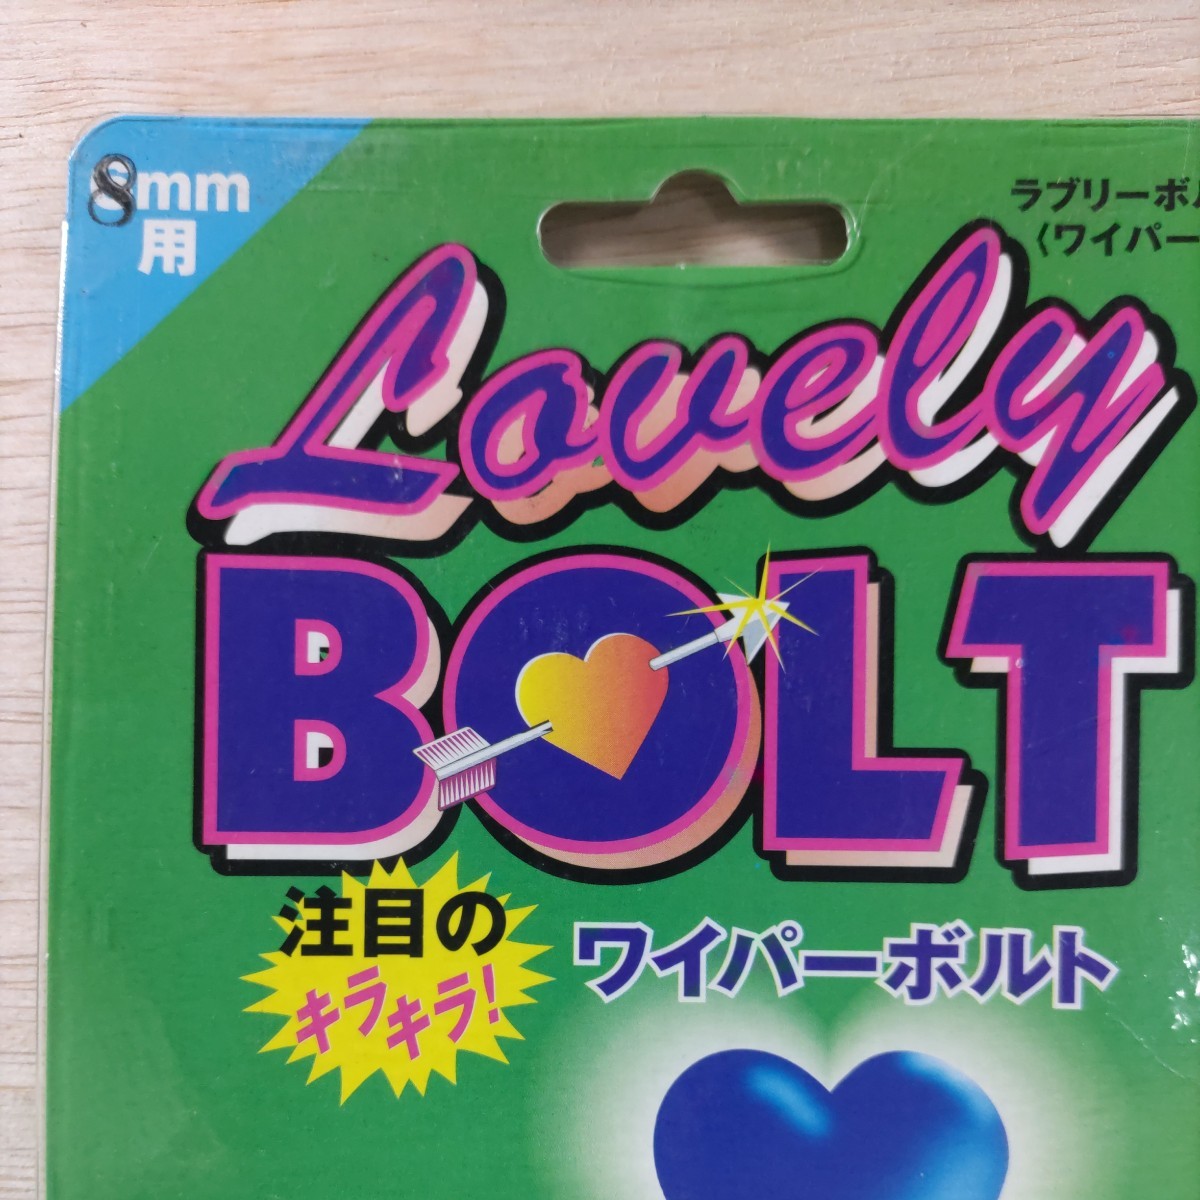 8mm
用
ラブリーボル
〈ワイパー
Lovely
BOLT
注目の
キラキラ!
ワイパーボルト